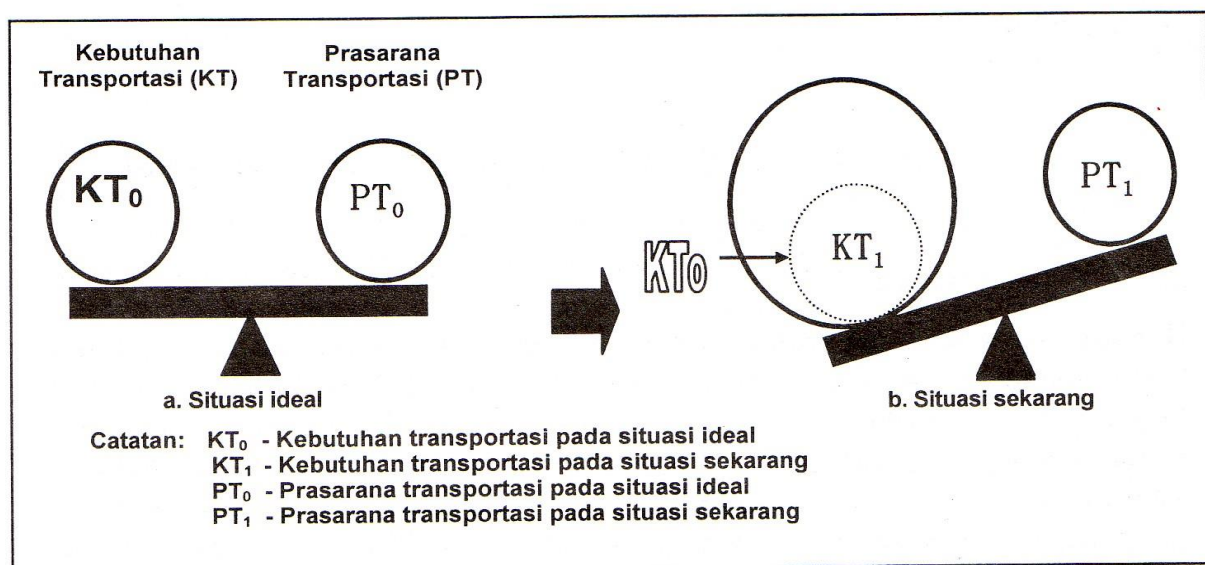 Kebutuhan
Transportasi (KT)
Prasarana
Transportasi (PT)
KT₀
PT₀
KT0
KT₁
PT₁
a. Situasi ideal
b. Situasi sekarang
Catatan: KT₀ - Kebutuhan transportasi pada situasi ideal
KT₁ - Kebutuhan transportasi pada situasi sekarang
PT₀ - Prasarana transportasi pada situasi ideal
PT₁ - Prasarana transportasi pada situasi sekarang